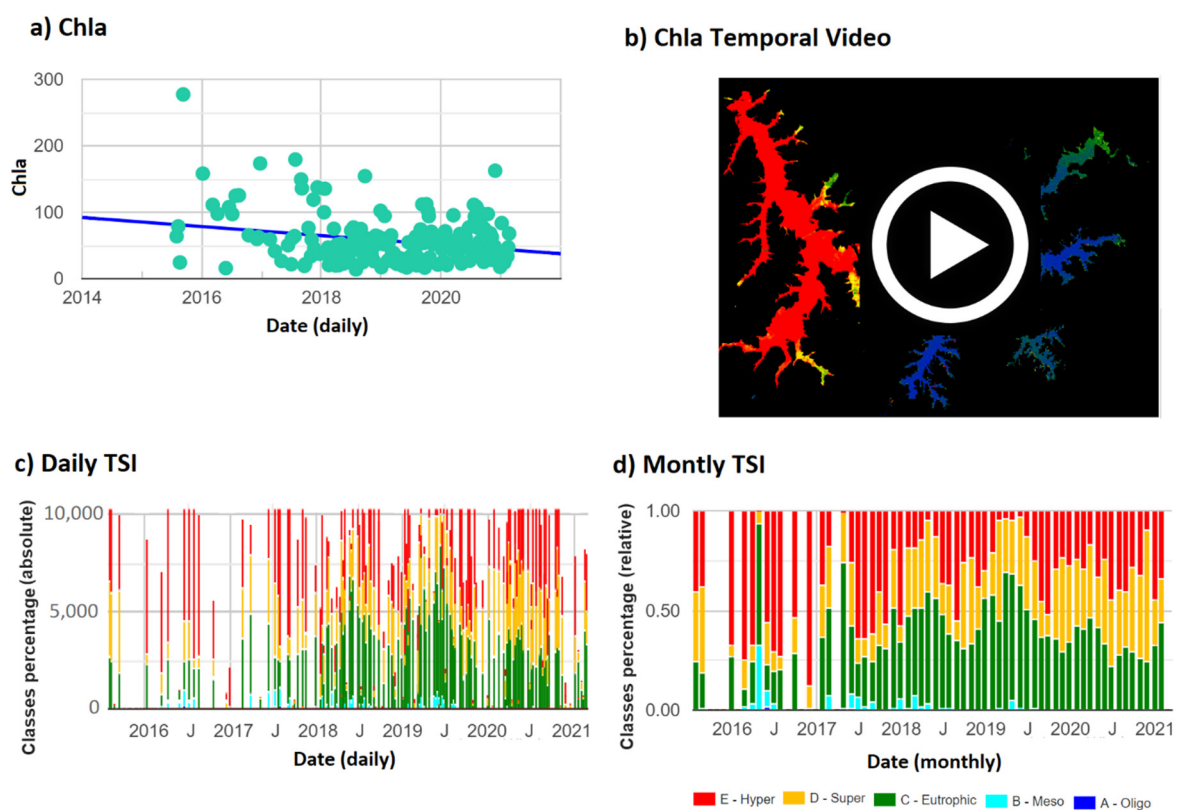 a) Chla
b) Chla Temporal Video
300
200
100
0
Chla
2014
2016
2018
2020
Date (daily)
c) Daily TSI
d) Montly TSI
Classes percentage (absolute)
10,000
5,000
0
2016 J 2017 J 2018 J 2019 J 2020 J 2021
Date (daily)
Classes percentage (relative)
1.00
0.50
0.00
2016 J 2017 J 2018 J 2019 J 2020 J 2021
Date (monthly)
E - Hyper D - Super C - Eutrophic B - Meso A - Oligo